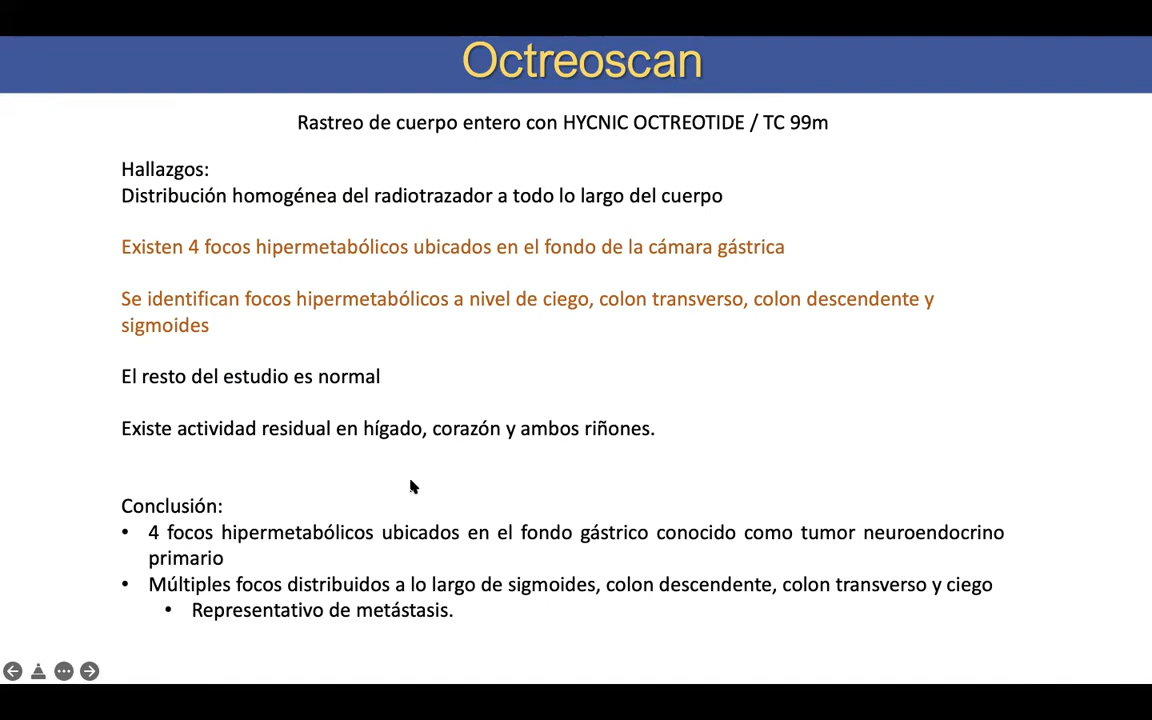 Octreoscan
Rastreo de cuerpo entero con HYCNIC OCTREOTIDE / TC 99m
Hallazgos:
Distribución homogénea del radiotrazador a todo lo largo del cuerpo
Existen 4 focos hipermetabólicos ubicados en el fondo de la cámara gástrica
Se identifican focos hipermetabólicos a nivel de ciego, colon transverso, colon descendente y
sigmoides
El resto del estudio es normal
Existe actividad residual en hígado, corazón y ambos riñones.
Conclusión:
• 4 focos hipermetabólicos ubicados en el fondo gástrico conocido como tumor neuroendocrino
primario
• Múltiples focos distribuidos a lo largo de sigmoides, colon descendente, colon transverso y ciego
• Representativo de metástasis.